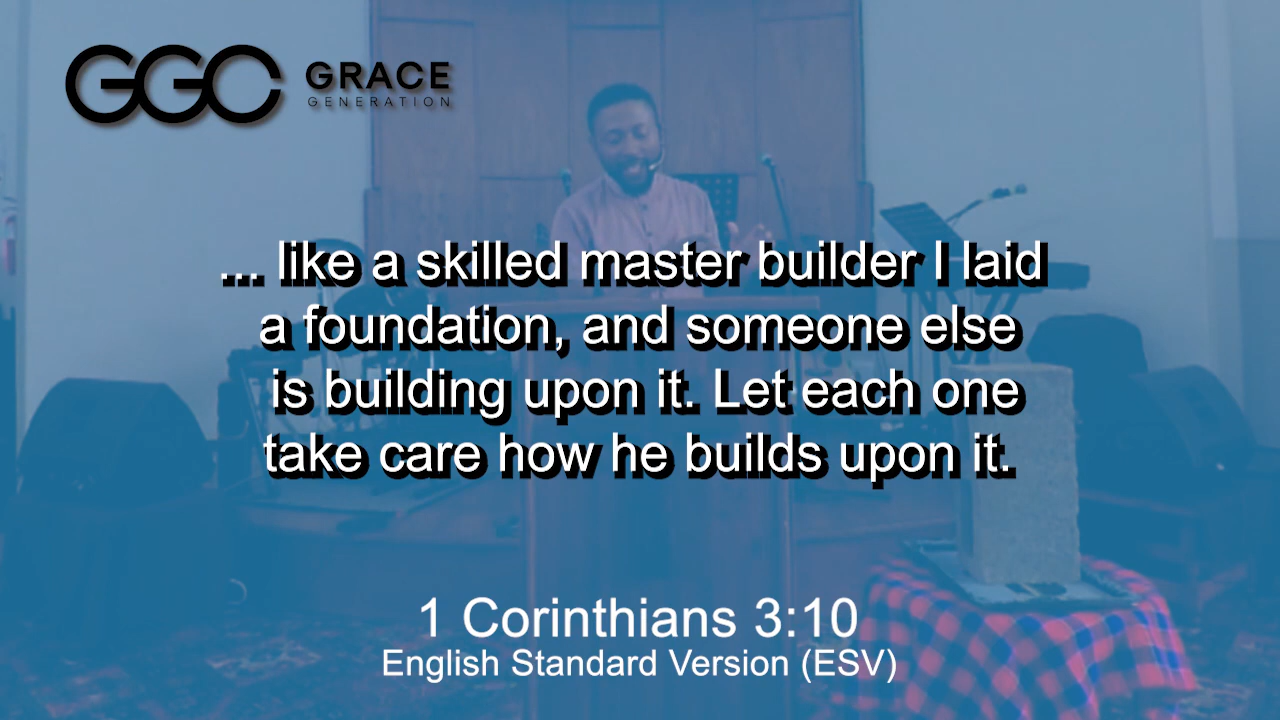 GGC GRACE
GENERATION
... like a skilled master builder I laid
a foundation, and someone else
is building upon it. Let each one
take care how he builds upon it.
1 Corinthians 3:10
English Standard Version (ESV)